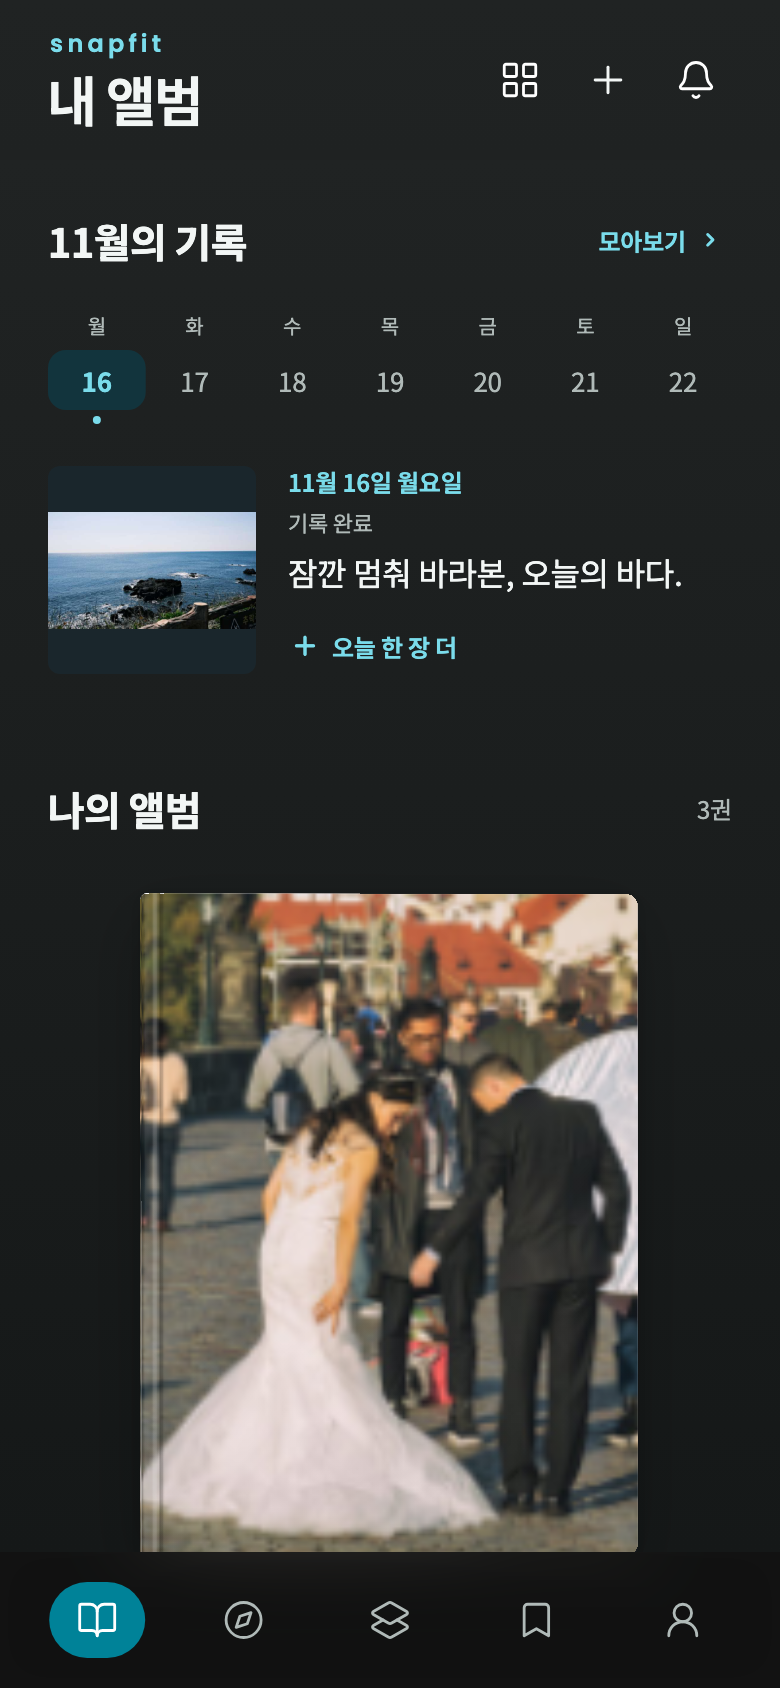 snapfit
내 앨범
11월의 기록
모아보기
월 화 수 목 금 토 일
16 17 18 19 20 21 22
11월 16일 월요일
기록 완료
잠깐 멈춰 바라본, 오늘의 바다.
오늘 한 장 더
나의 앨범
3권